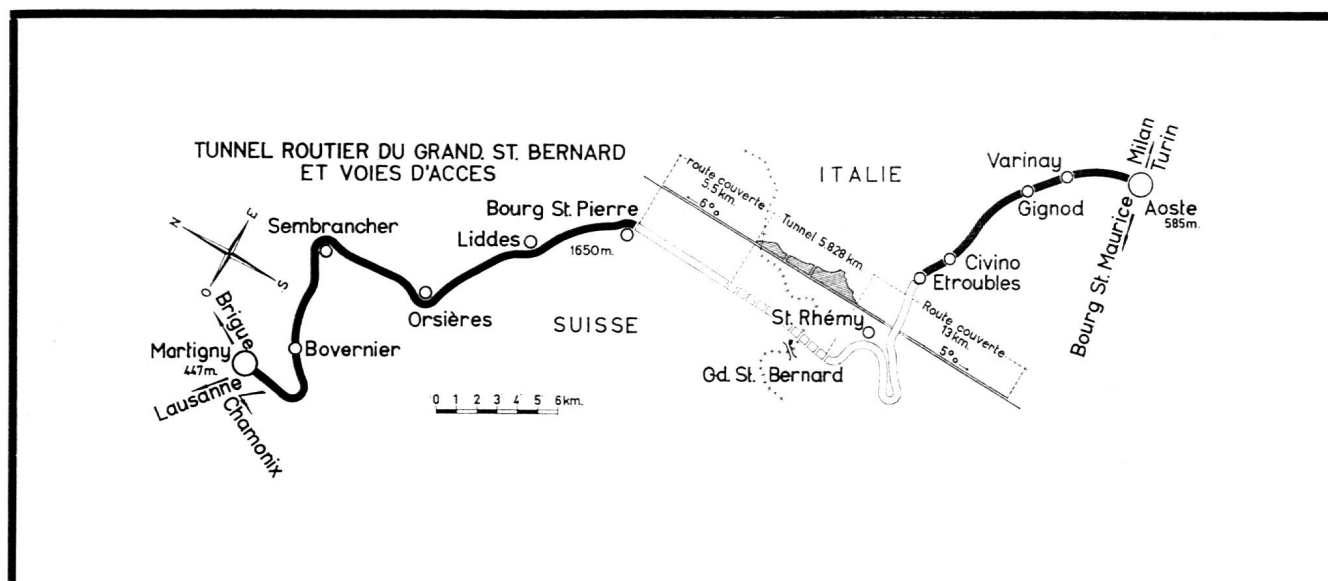 TUNNEL ROUTIER DU GRAND. ST. BERNARD
ET VOIES D'ACCES
N
E
S
O
Brigue
Martigny
447m.
Lausanne
Chamonix
Bovernier
Sembrancher
Orsières
Liddes
Bourg St. Pierre
1650m.
SUISSE
0 1 2 3 4 5 6 km.
route couverte
5.5 km.
6%
Tunnel 5.828 km.
ITALIE
St. Rhémy
Gd. St. Bernard
Route couverte
13 km.
5%
Etroubles
Civino
Gignod
Varinay
Milan
Turin
Aoste
585m.
Bourg St. Maurice